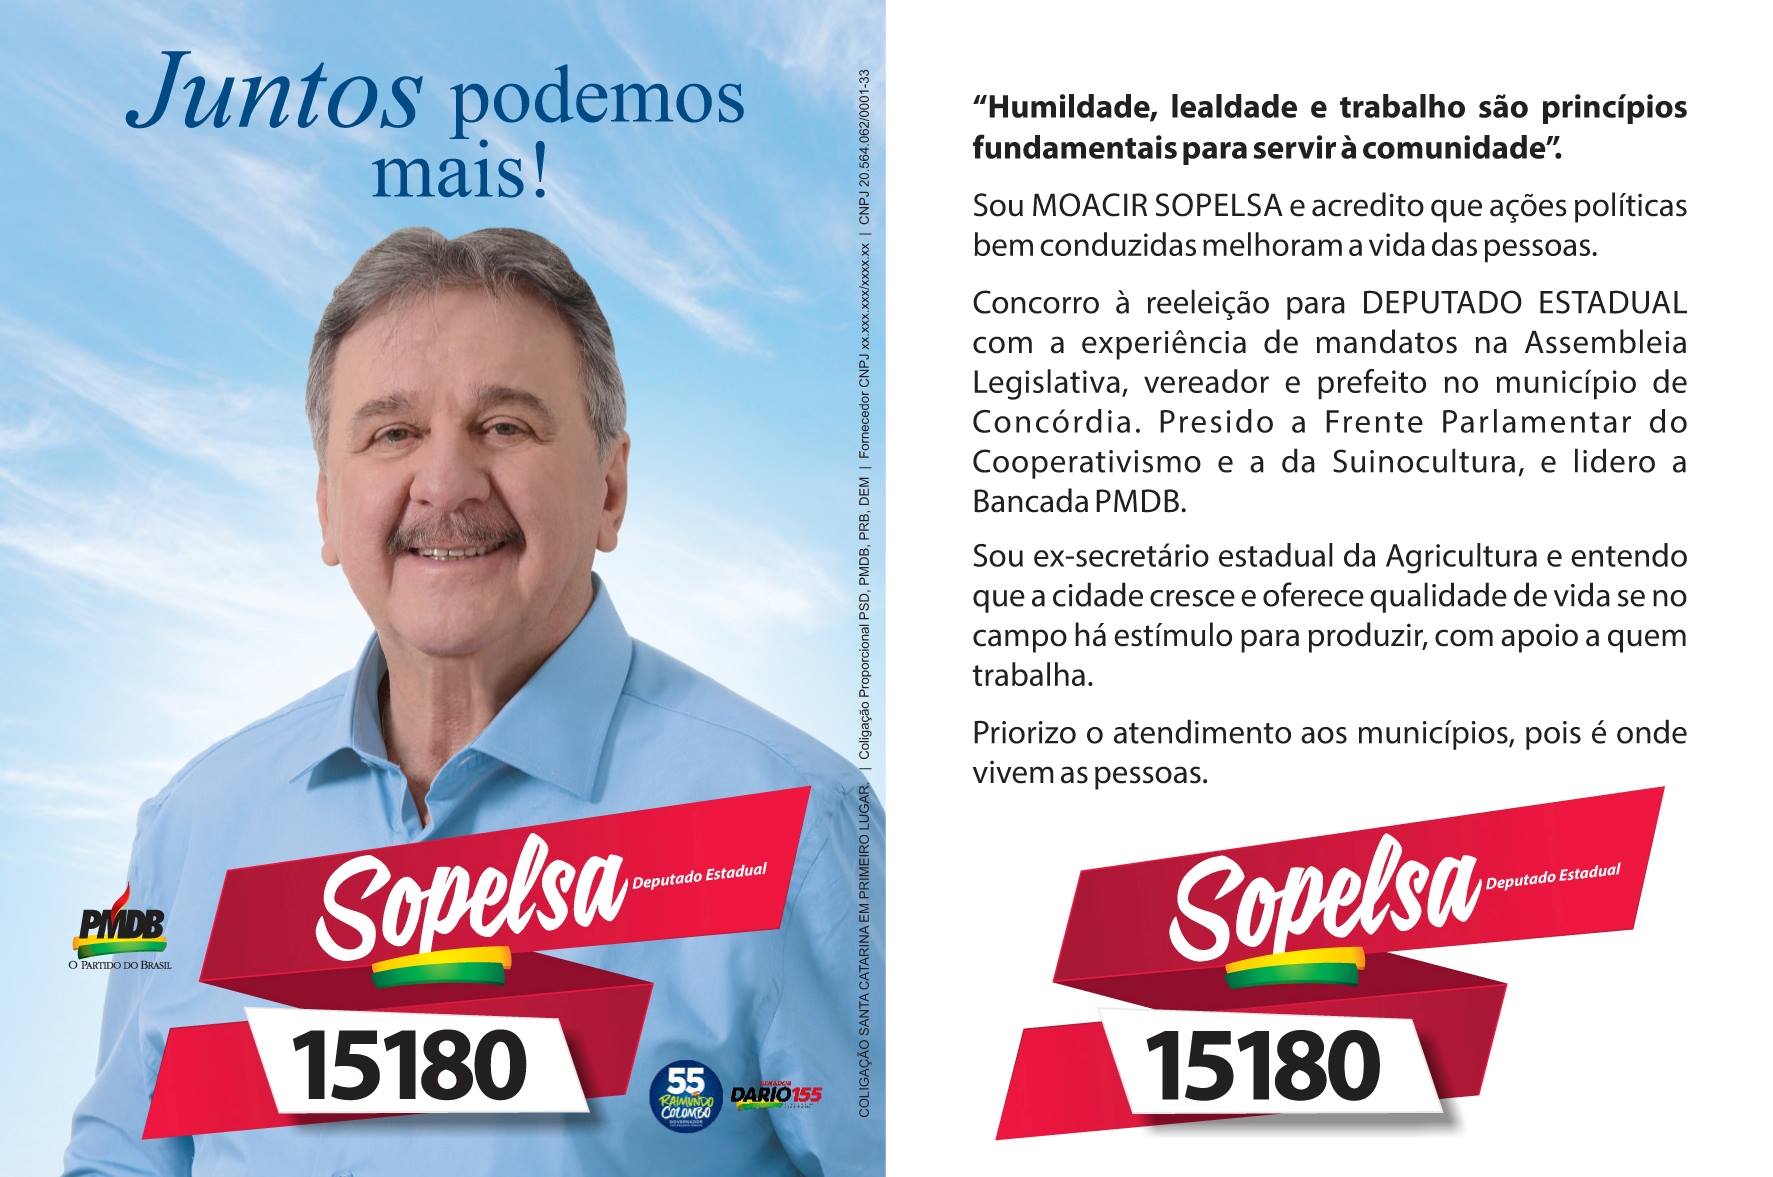 Juntos podemos
mais!
COLIGAÇÃO SANTA CATARINA EM PRIMEIRO LUGAR. | Coligação Proporcional PSD, PMDB, PRB, DEM | Fornecedor CNPJ xx.xxx.xxx/xxxx.xx | CNPJ 20.564.062/0001-33
Sopelsa Deputado Estadual
PMDB
O PARTIDO DO BRASIL
15180
55
RAIMUNDO
COLOMBO
GOVERNADOR
SENADOR
DARIO 155
“Humildade, lealdade e trabalho são princípios
fundamentais para servir à comunidade”.
Sou MOACIR SOPELSA e acredito que ações políticas
bem conduzidas melhoram a vida das pessoas.
Concorro à reeleição para DEPUTADO ESTADUAL
com a experiência de mandatos na Assembleia
Legislativa, vereador e prefeito no município de
Concórdia. Presido a Frente Parlamentar do
Cooperativismo e a da Suinocultura, e lidero a
Bancada PMDB.
Sou ex-secretário estadual da Agricultura e entendo
que a cidade cresce e oferece qualidade de vida se no
campo há estímulo para produzir, com apoio a quem
trabalha.
Priorizo o atendimento aos municípios, pois é onde
vivem as pessoas.
Sopelsa Deputado Estadual
15180